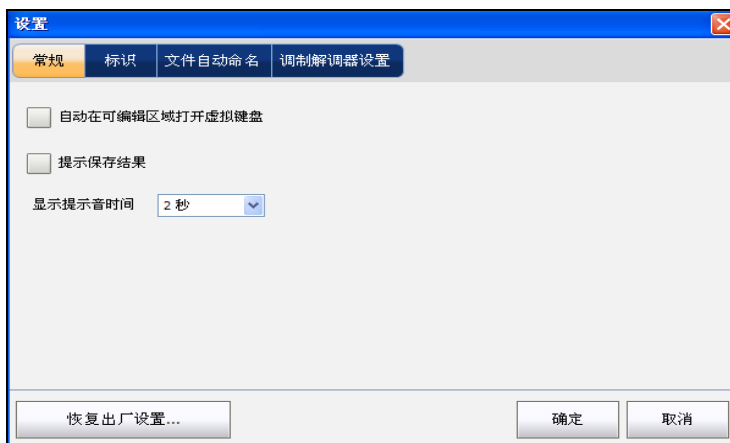 设置
常规 标识 文件自动命名 调制解调器设置
自动在可编辑区域打开虚拟键盘
提示保存结果
显示提示音时间 2 秒
恢复出厂设置... 确定 取消